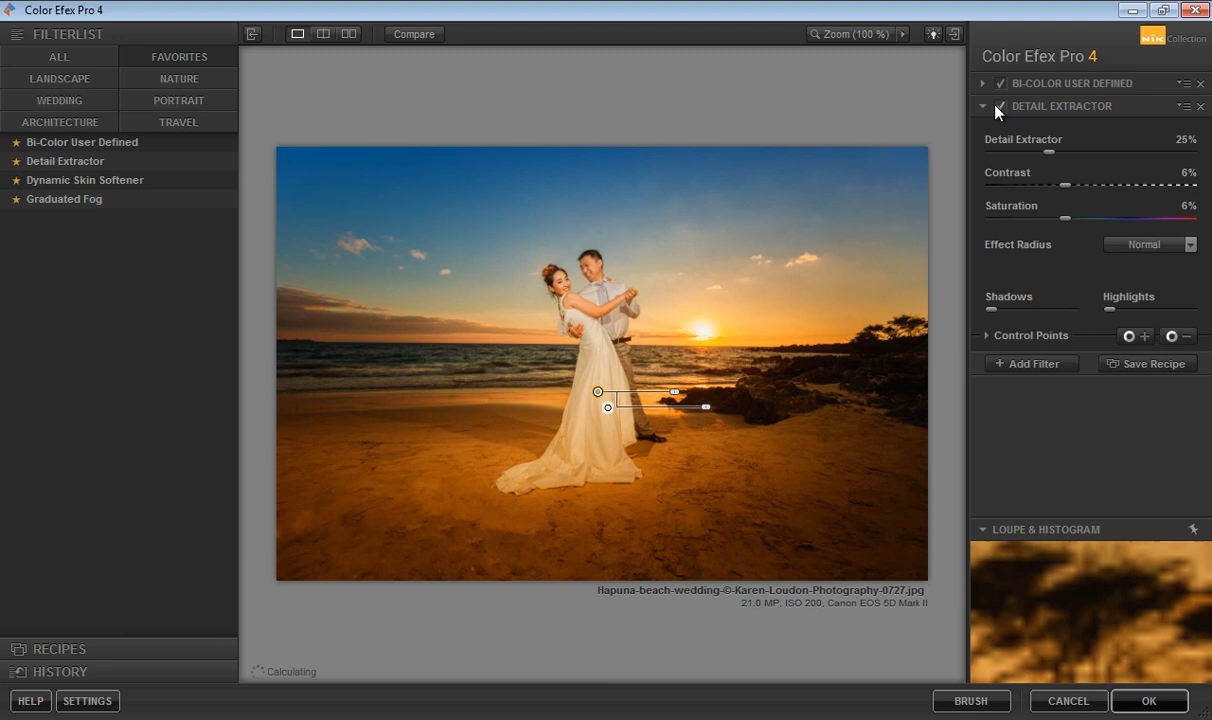 Color Efex Pro 4
FILTERLIST
ALL FAVORITES
LANDSCAPE NATURE
WEDDING PORTRAIT
ARCHITECTURE TRAVEL
Bi-Color User Defined
Detail Extractor
Dynamic Skin Softener
Graduated Fog
RECIPES
HISTORY
HELP SETTINGS
Compare
Zoom (100 %)
Hapuna-beach-wedding-©-Karen-Loudon-Photography-0727.jpg
21.0 MP, ISO 200, Canon EOS 5D Mark II
Calculating
Nik Collection
Color Efex Pro 4
BI-COLOR USER DEFINED
DETAIL EXTRACTOR
Detail Extractor 25%
Contrast 6%
Saturation 6%
Effect Radius Normal
Shadows Highlights
Control Points
+ Add Filter Save Recipe
LOUPE & HISTOGRAM
BRUSH CANCEL OK